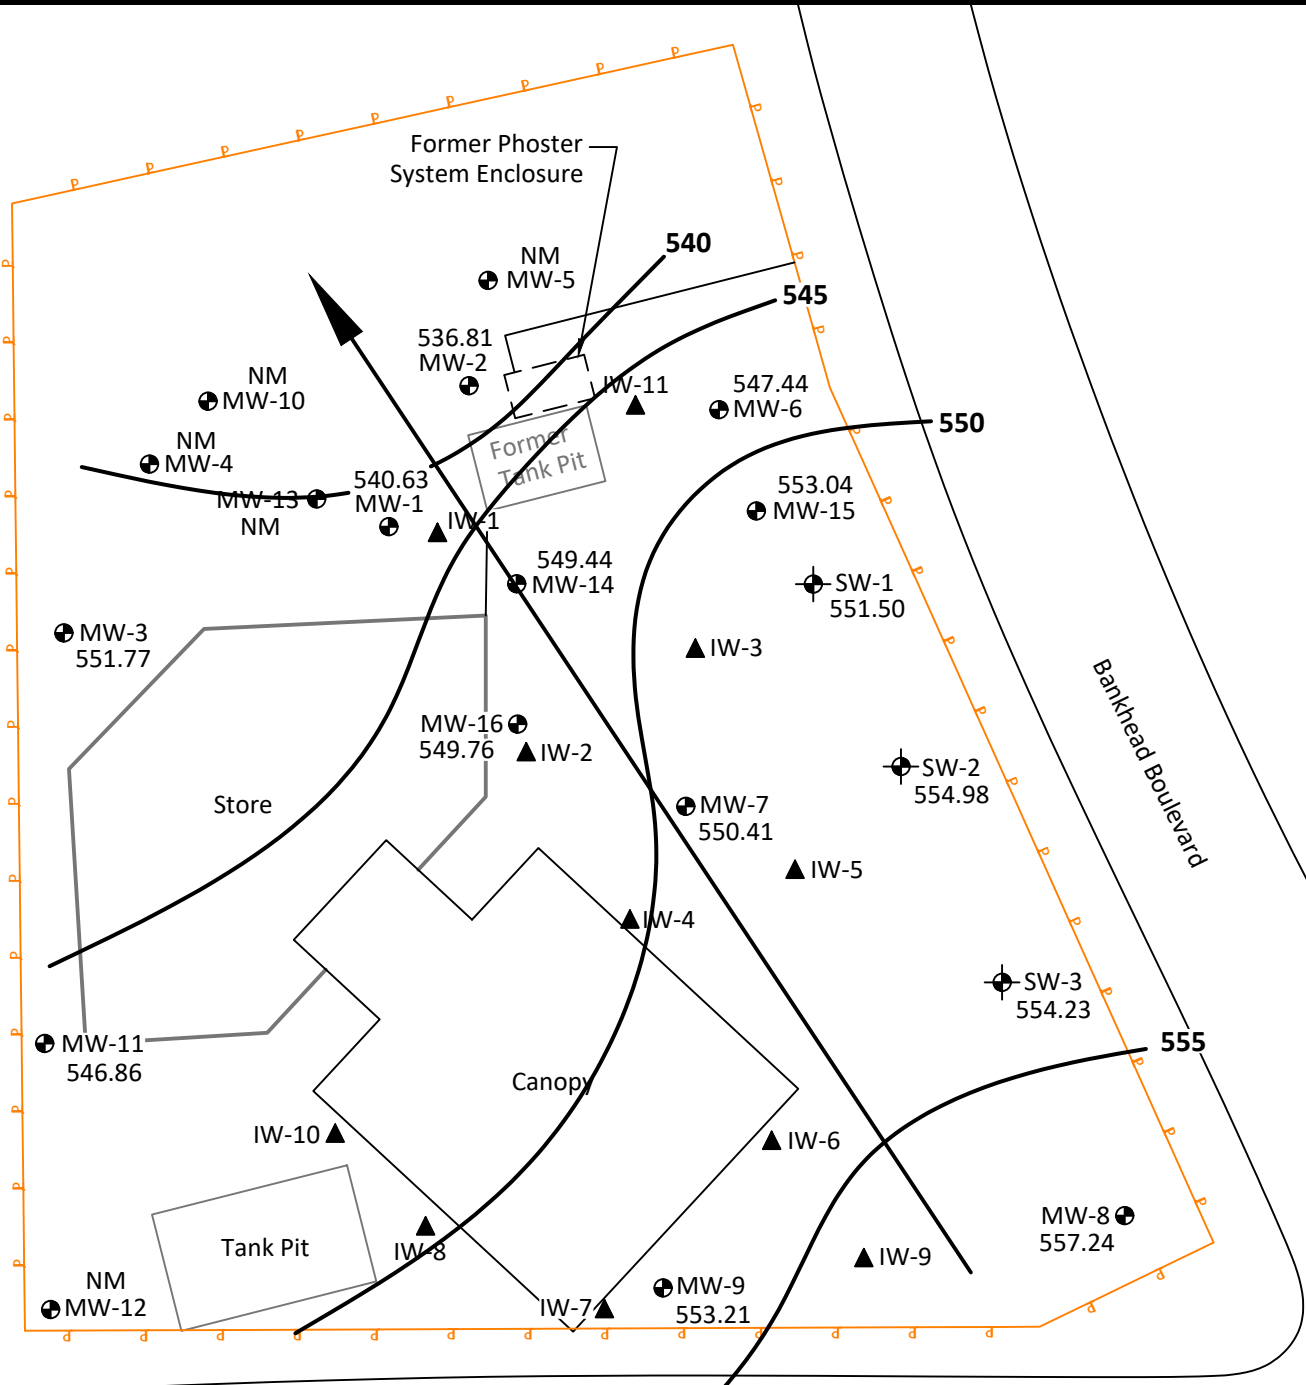 Former Phoster
System Enclosure
540
NM
MW-5
545
536.81
MW-2
IW-11
547.44
MW-6
NM
MW-10
550
NM
MW-4
Former
Tank Pit
540.63
MW-1
MW-13
NM
IW-1
553.04
MW-15
549.44
MW-14
SW-1
551.50
MW-3
551.77
IW-3
MW-16
549.76
IW-2
SW-2
554.98
Bankhead Boulevard
Store
MW-7
550.41
IW-5
IW-4
SW-3
554.23
MW-11
546.86
555
Canopy
IW-10
IW-6
MW-8
557.24
Tank Pit
IW-8
IW-9
NM
MW-12
MW-9
553.21
IW-7
P P P P P P P P P
P P P P P P P P P P P P P P P P
P P P P P P P P P P P P P P P
P P P P P P P P P P P P P P